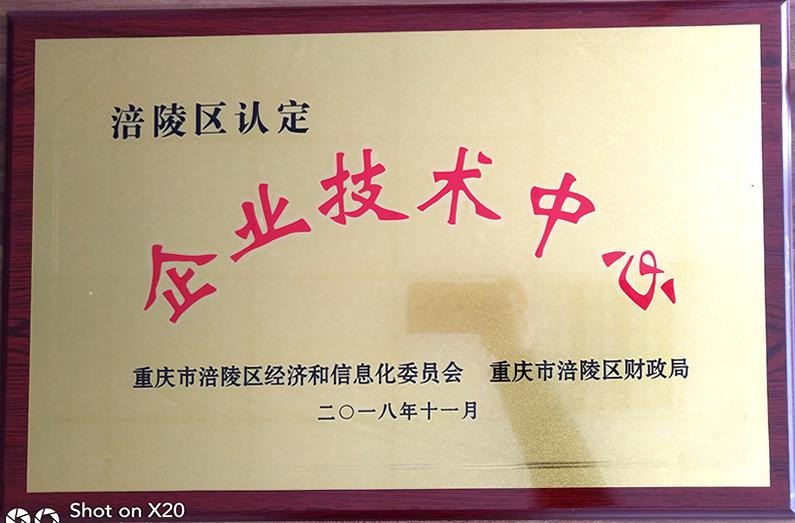 涪陵区认定
企业技术中心
重庆市涪陵区经济和信息化委员会 重庆市涪陵区财政局
二〇一八年十一月
Shot on X20